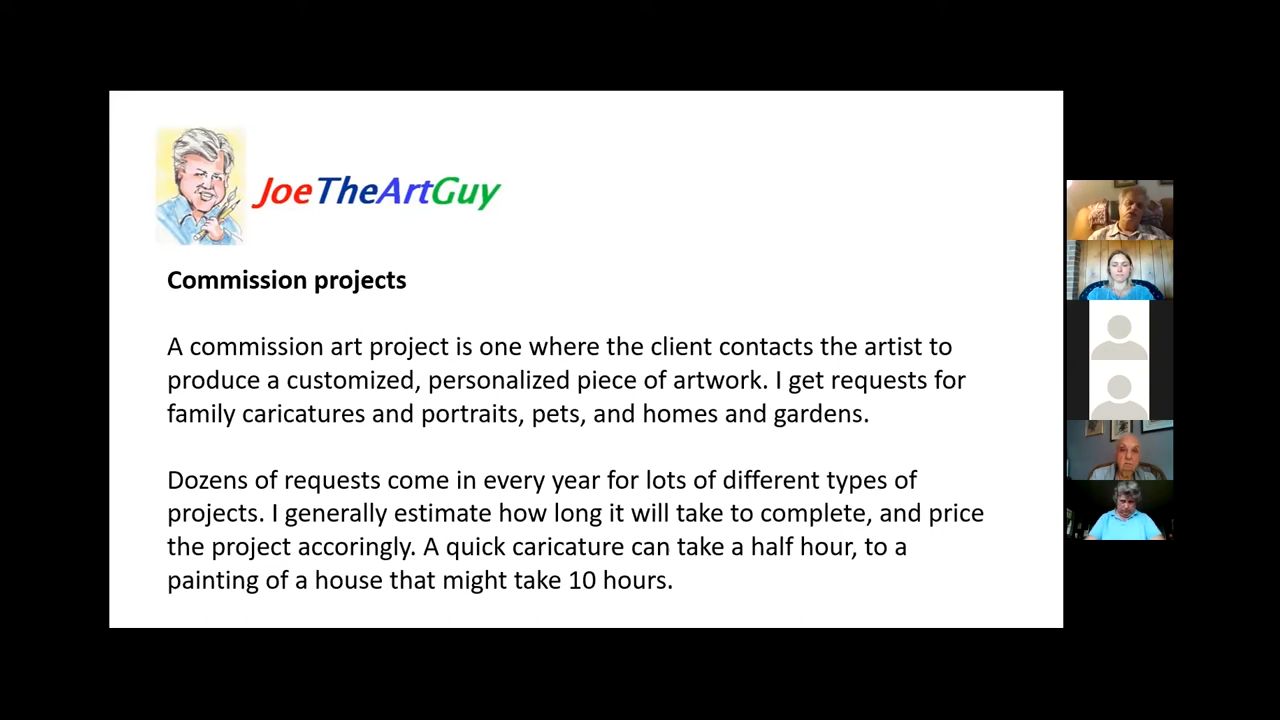 JoeTheArtGuy
Commission projects
A commission art project is one where the client contacts the artist to
produce a customized, personalized piece of artwork. I get requests for
family caricatures and portraits, pets, and homes and gardens.
Dozens of requests come in every year for lots of different types of
projects. I generally estimate how long it will take to complete, and price
the project accoringly. A quick caricature can take a half hour, to a
painting of a house that might take 10 hours.